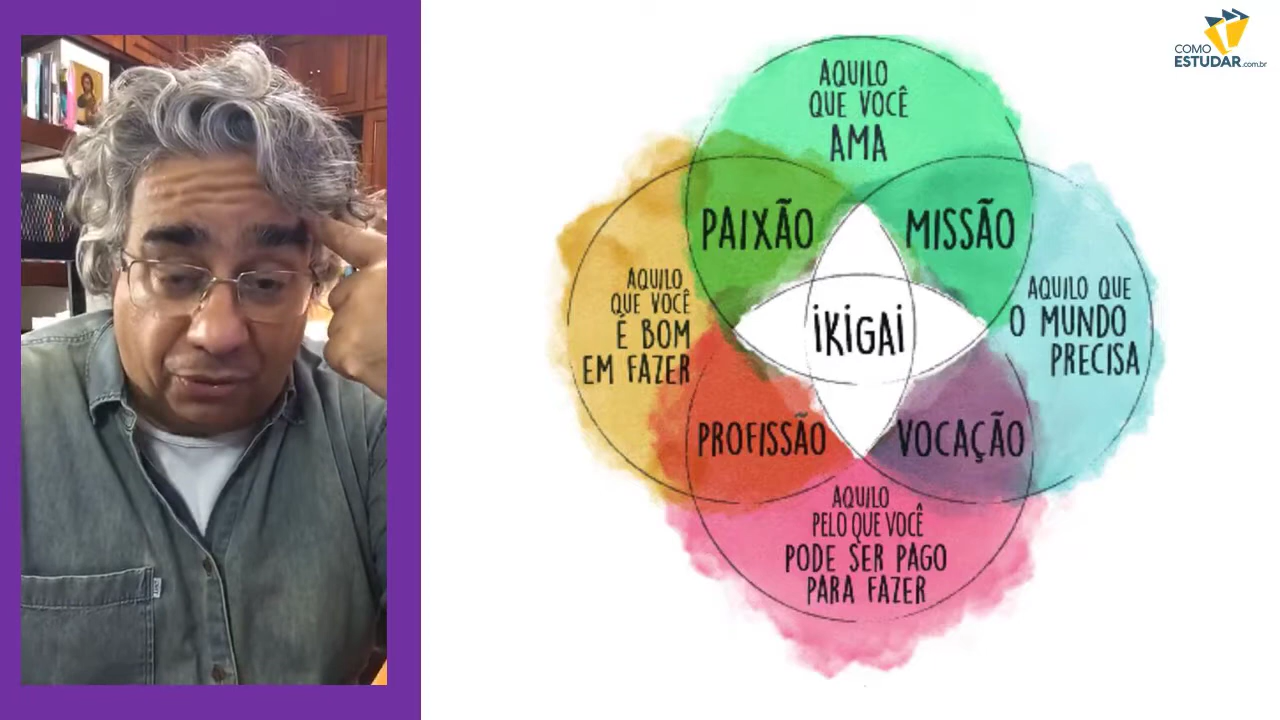 COMO
ESTUDAR.com.br
AQUILO
QUE VOCÊ
AMA
PAIXÃO
MISSÃO
AQUILO
QUE VOCÊ
É BOM
EM FAZER
IKIGAI
AQUILO QUE
O MUNDO
PRECISA
PROFISSÃO
VOCAÇÃO
AQUILO
PELO QUE VOCÊ
PODE SER PAGO
PARA FAZER